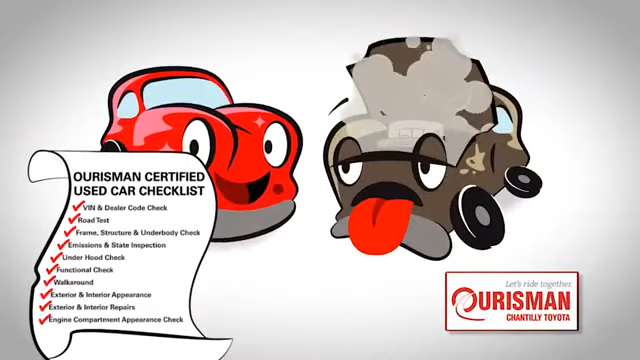 OURISMAN CERTIFIED
USED CAR CHECKLIST
VIN & Dealer Code Check
Road Test
Frame, Structure & Underbody Check
Emissions & State Inspection
Under Hood Check
Functional Check
Walkaround
Exterior & Interior Appearance
Exterior & Interior Repairs
Engine Compartment Appearance Check
Let's ride together.
OURISMAN
CHANTILLY TOYOTA